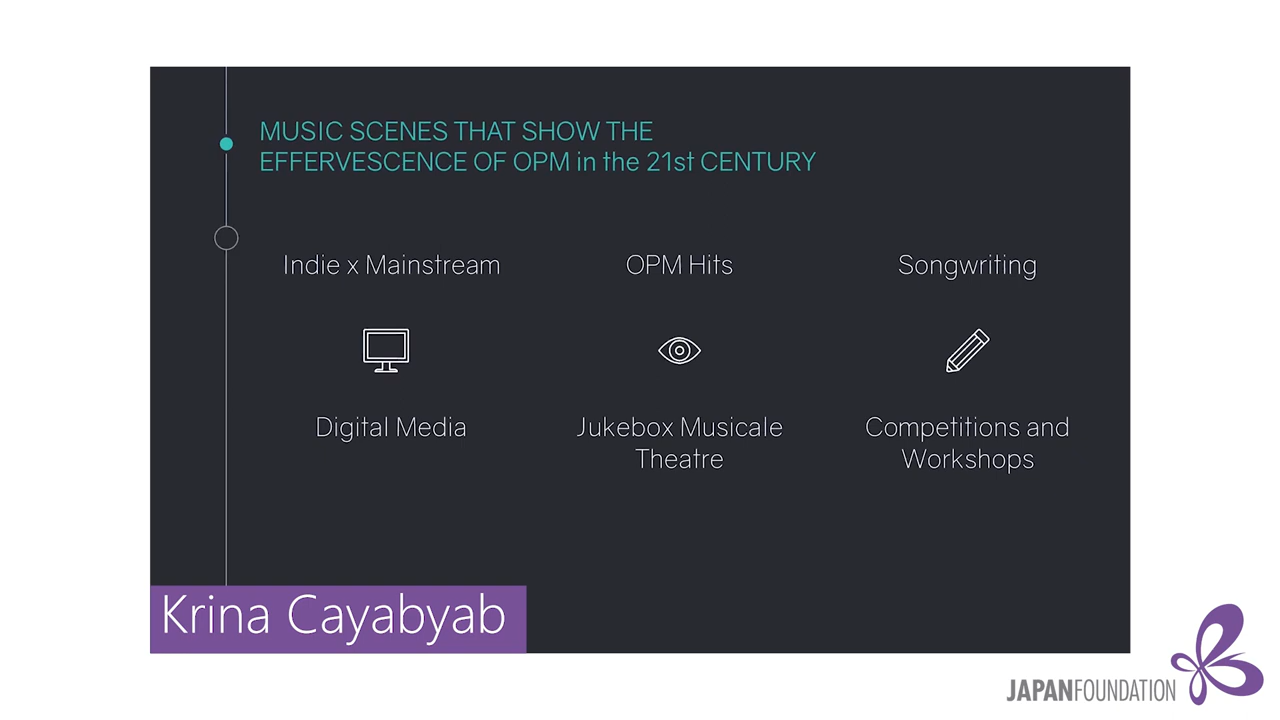 MUSIC SCENES THAT SHOW THE
EFFERVESCENCE OF OPM in the 21st CENTURY
Indie x Mainstream
OPM Hits
Songwriting
Digital Media
Jukebox Musicale
Theatre
Competitions and
Workshops
Krina Cayabyab
JAPANFOUNDATION